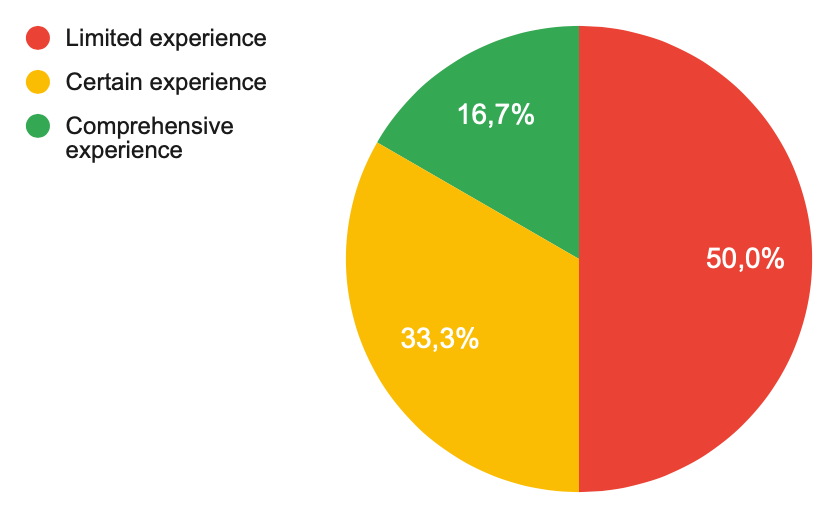 Limited experience
Certain experience
Comprehensive
experience
16,7%
50,0%
33,3%